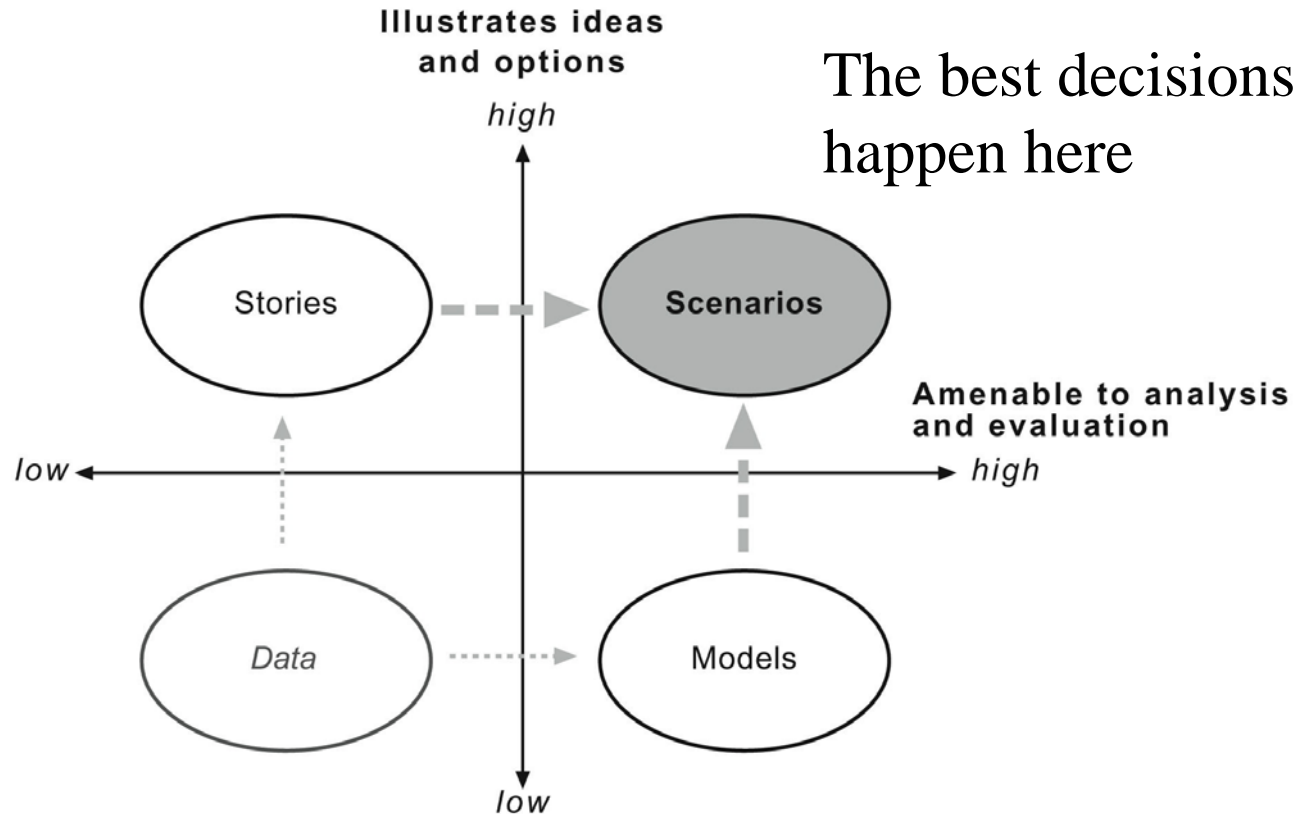 Illustrates ideas
and options
high
The best decisions
happen here
Stories
Scenarios
Amenable to analysis
and evaluation
low
high
Data
Models
low